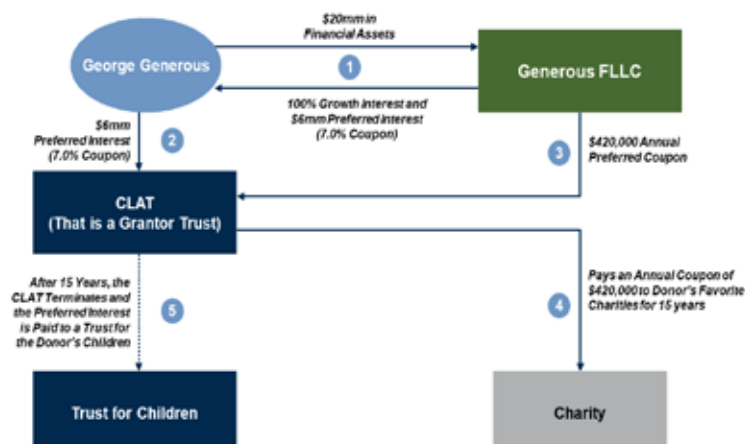 $20mm in
Financial Assets
George Generous
1
Generous FLLC
100% Growth Interest and
$6mm Preferred Interest
(7.0% Coupon)
$6mm
Preferred Interest
(7.0% Coupon)
2
3
$420,000 Annual
Preferred Coupon
CLAT
(That is a Grantor Trust)
After 15 Years, the
CLAT Terminates and
the Preferred Interest
is Paid to a Trust for
the Donor's Children
5
4
Pays an Annual Coupon of
$420,000 to Donor's Favorite
Charities for 15 years
Trust for Children
Charity